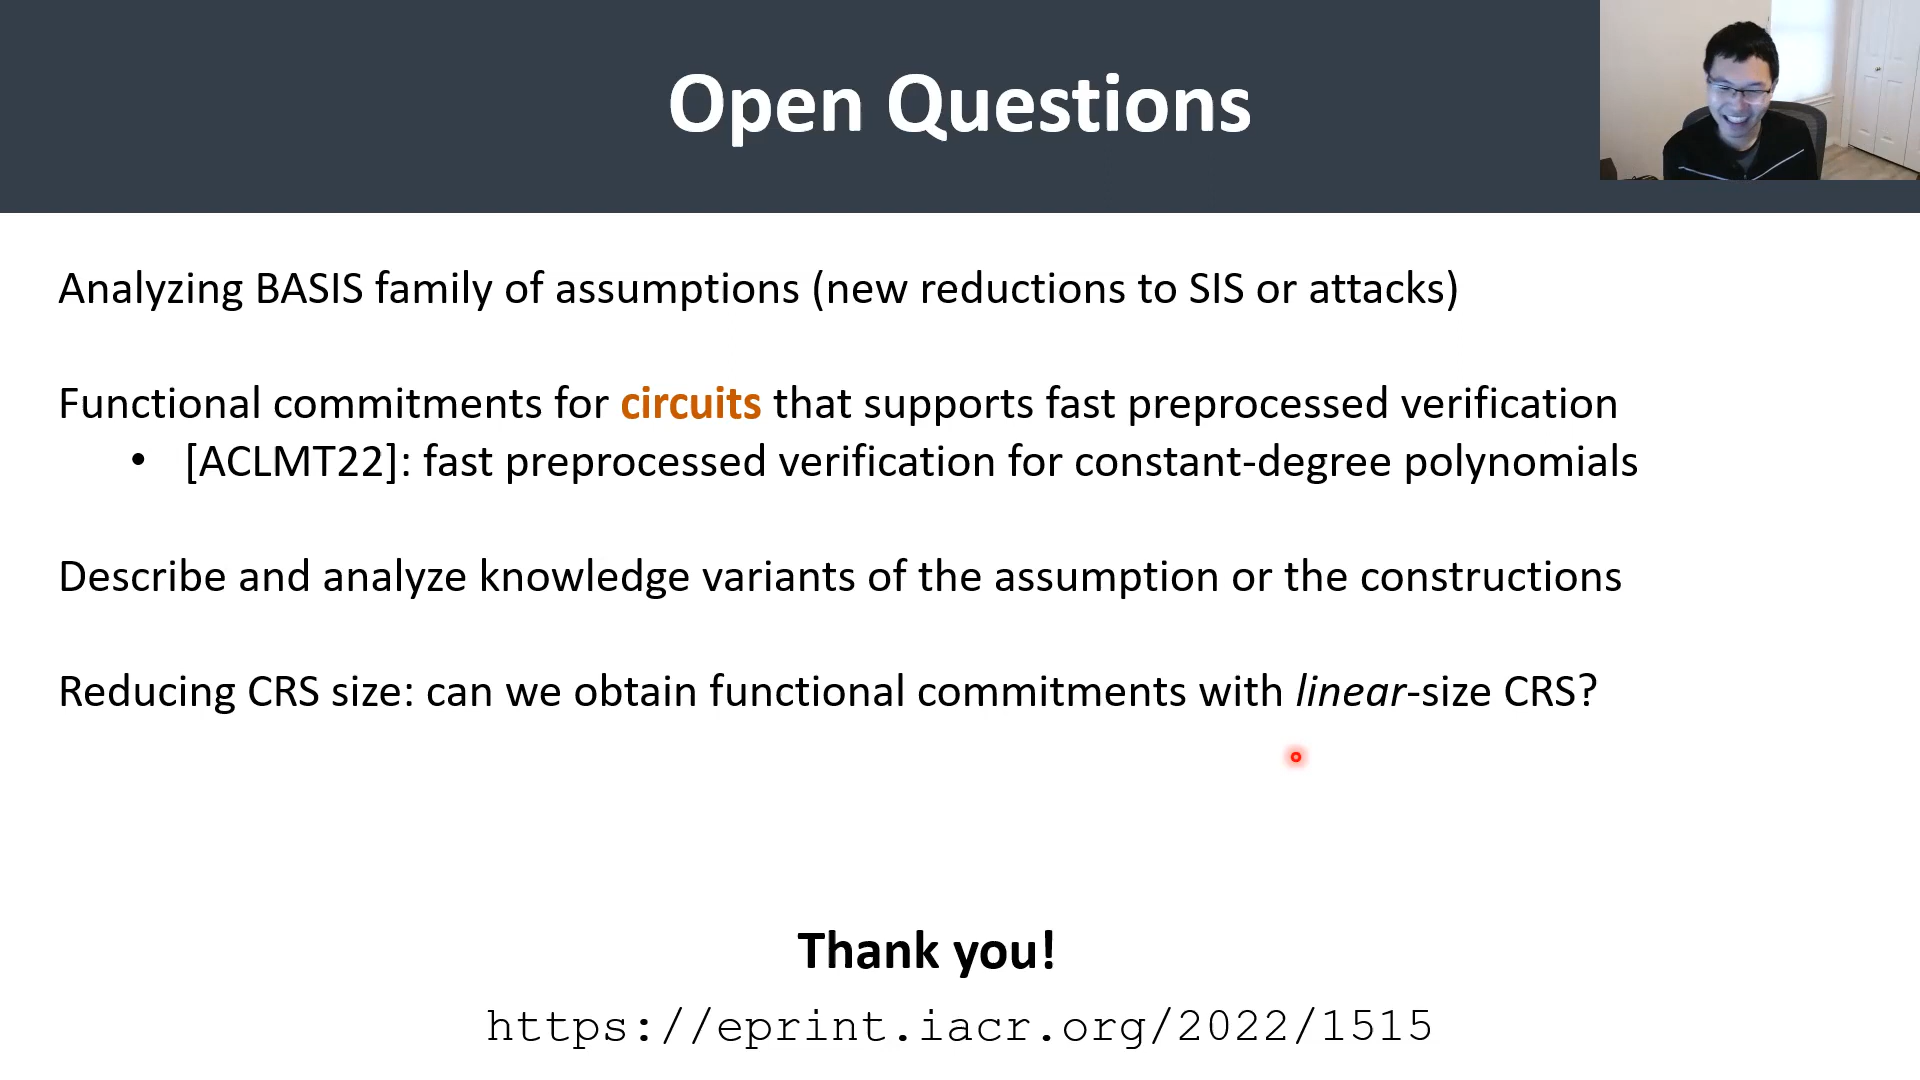 Open Questions
Analyzing BASIS family of assumptions (new reductions to SIS or attacks)
Functional commitments for circuits that supports fast preprocessed verification
• [ACLMT22]: fast preprocessed verification for constant-degree polynomials
Describe and analyze knowledge variants of the assumption or the constructions
Reducing CRS size: can we obtain functional commitments with linear-size CRS?
Thank you!
https://eprint.iacr.org/2022/1515